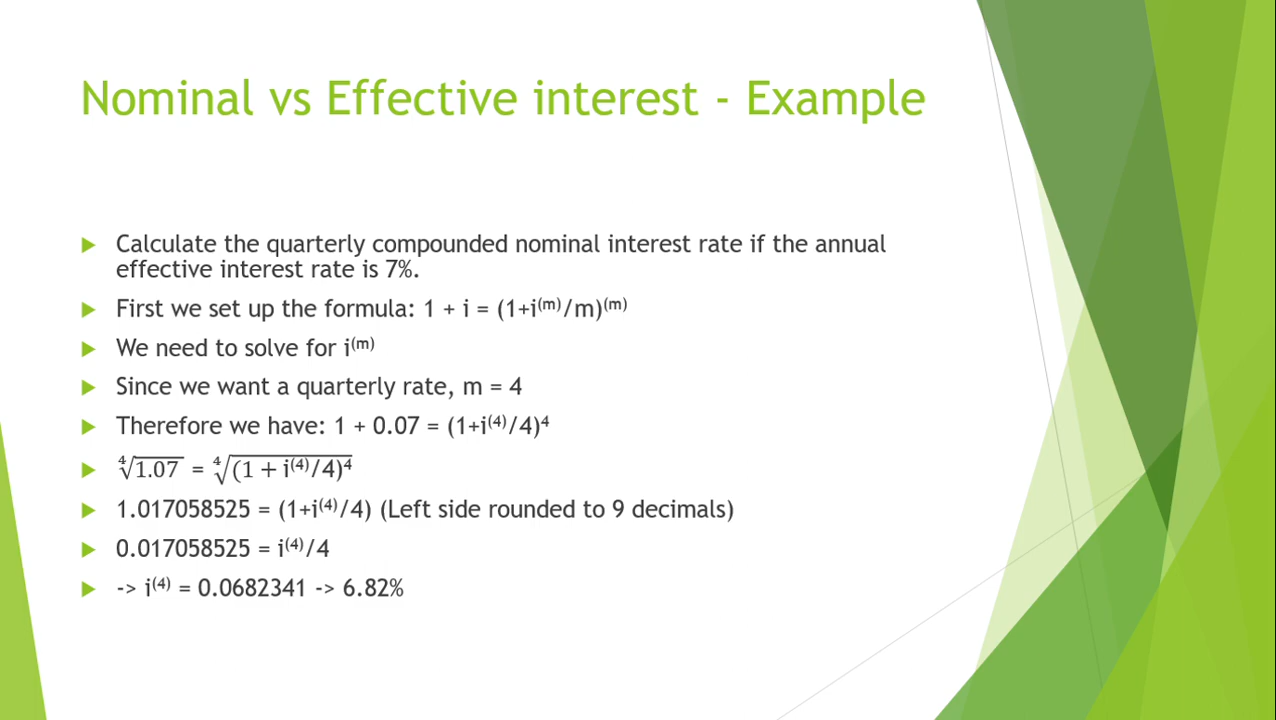 Nominal vs Effective interest - Example
Calculate the quarterly compounded nominal interest rate if the annual
effective interest rate is 7%.
First we set up the formula: 1 + i = (1+i⁽ᵐ⁾/m)⁽ᵐ⁾
We need to solve for i⁽ᵐ⁾
Since we want a quarterly rate, m = 4
Therefore we have: 1 + 0.07 = (1+i⁽⁴⁾/4)⁴
∜1.07 = ∜(1 + i⁽⁴⁾/4)⁴
1.017058525 = (1+i⁽⁴⁾/4) (Left side rounded to 9 decimals)
0.017058525 = i⁽⁴⁾/4
-> i⁽⁴⁾ = 0.0682341 -> 6.82%